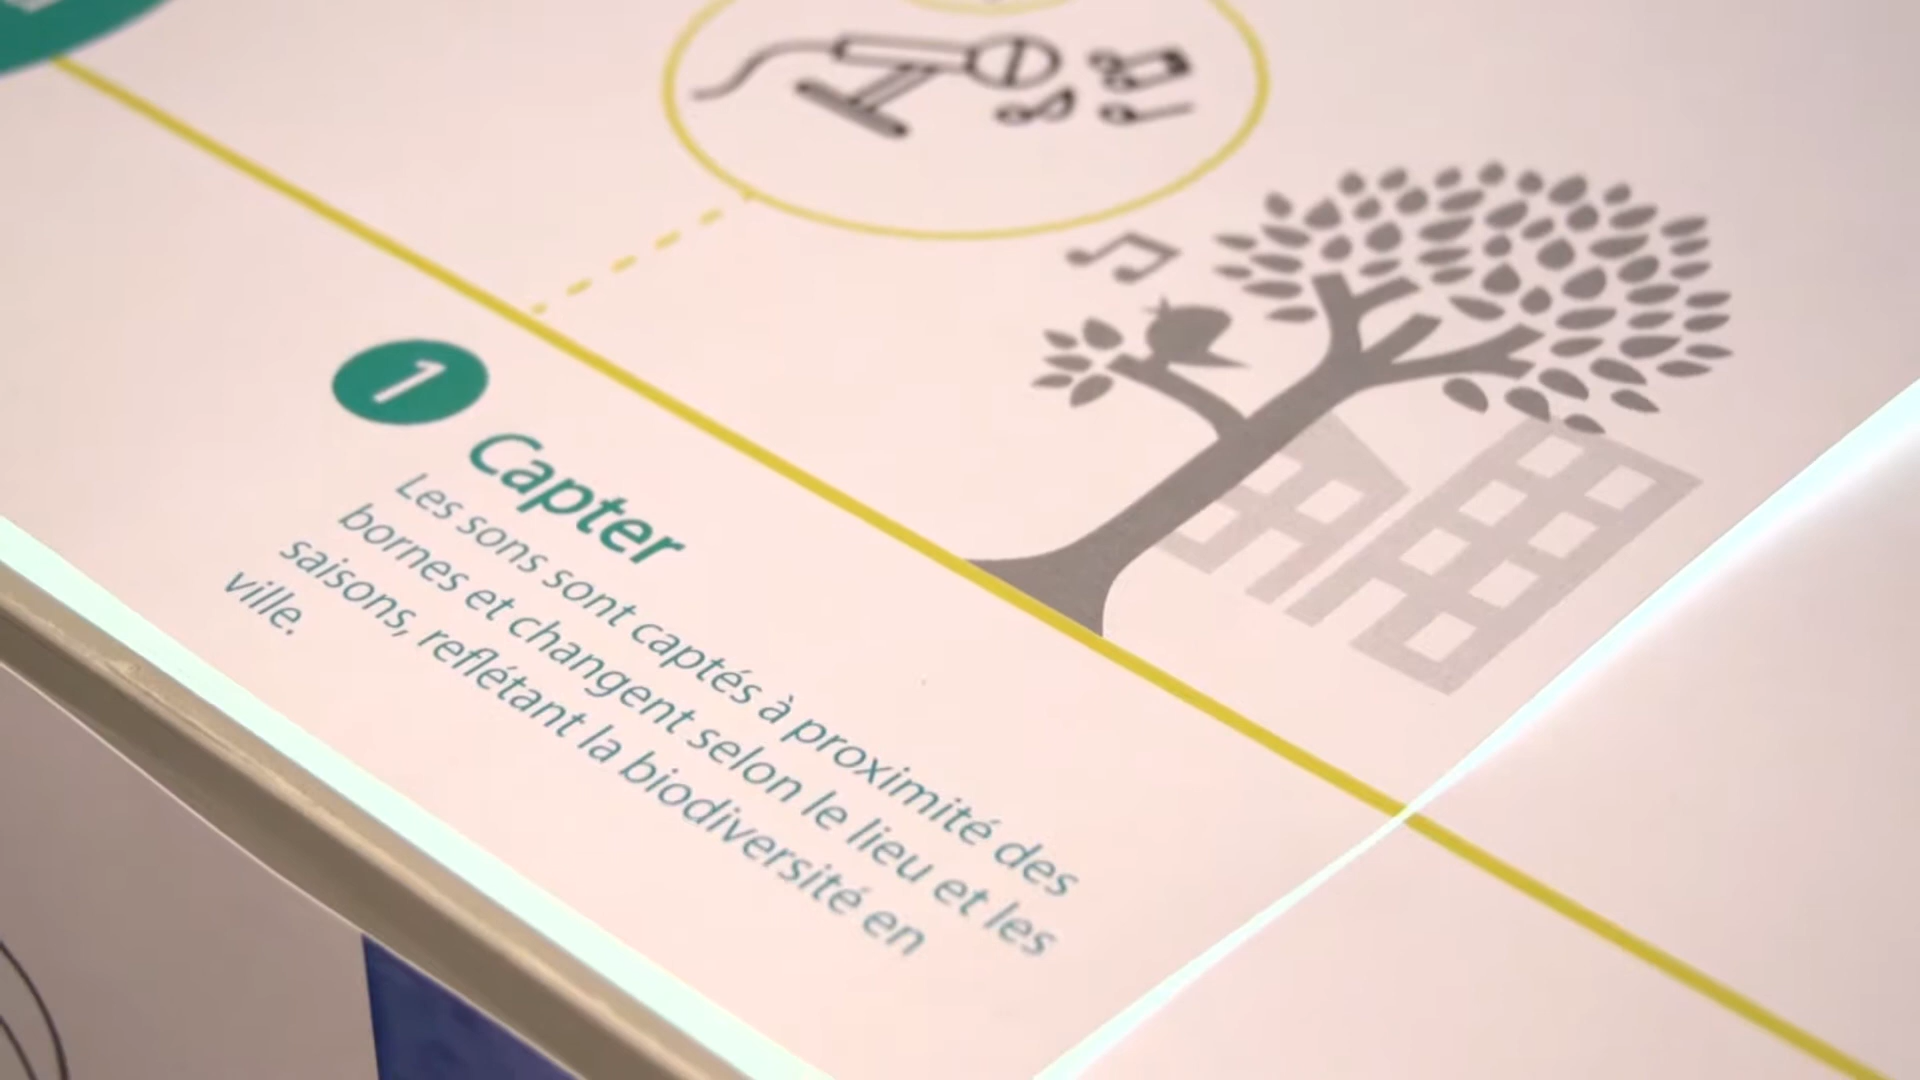 1
Capter
Les sons sont captés à proximité des
bornes et changent selon le lieu et les
saisons, reflétant la biodiversité en
ville.